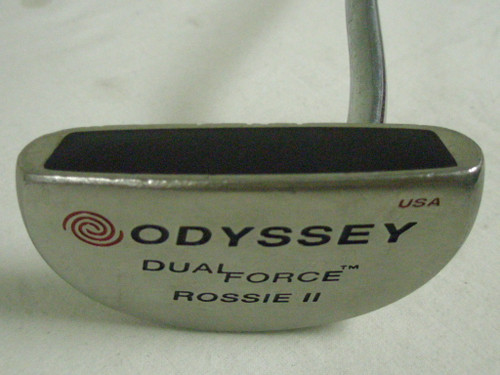 USA
ODYSSEY
DUAL FORCE™
ROSSIE II